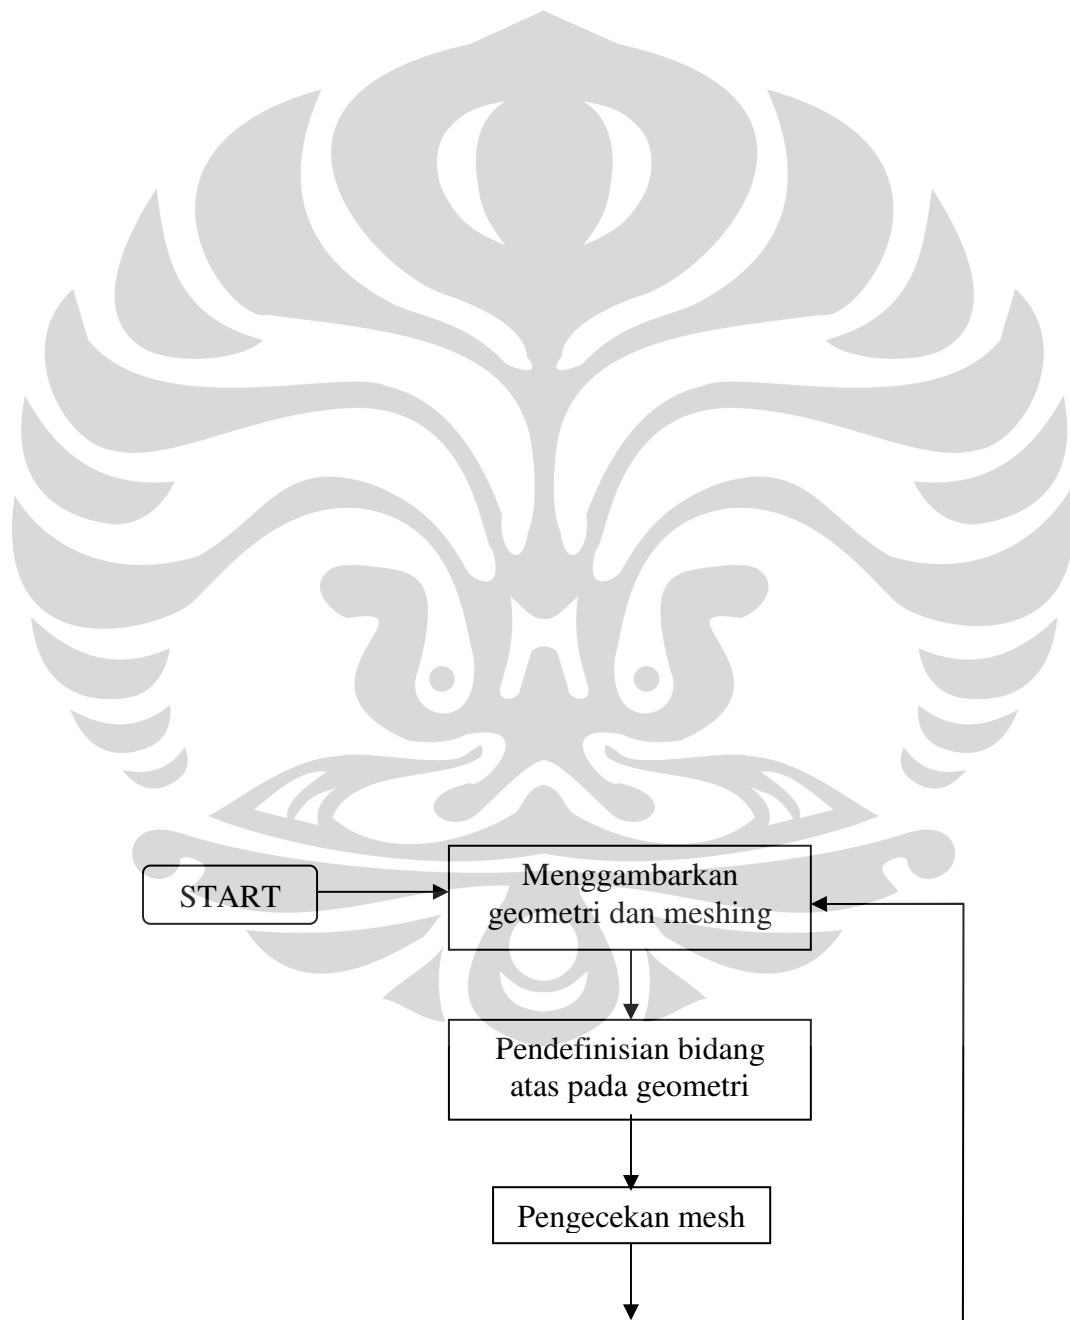 START
Menggambarkan
geometri dan meshing
Pendefinisian bidang
atas pada geometri
Pengecekan mesh